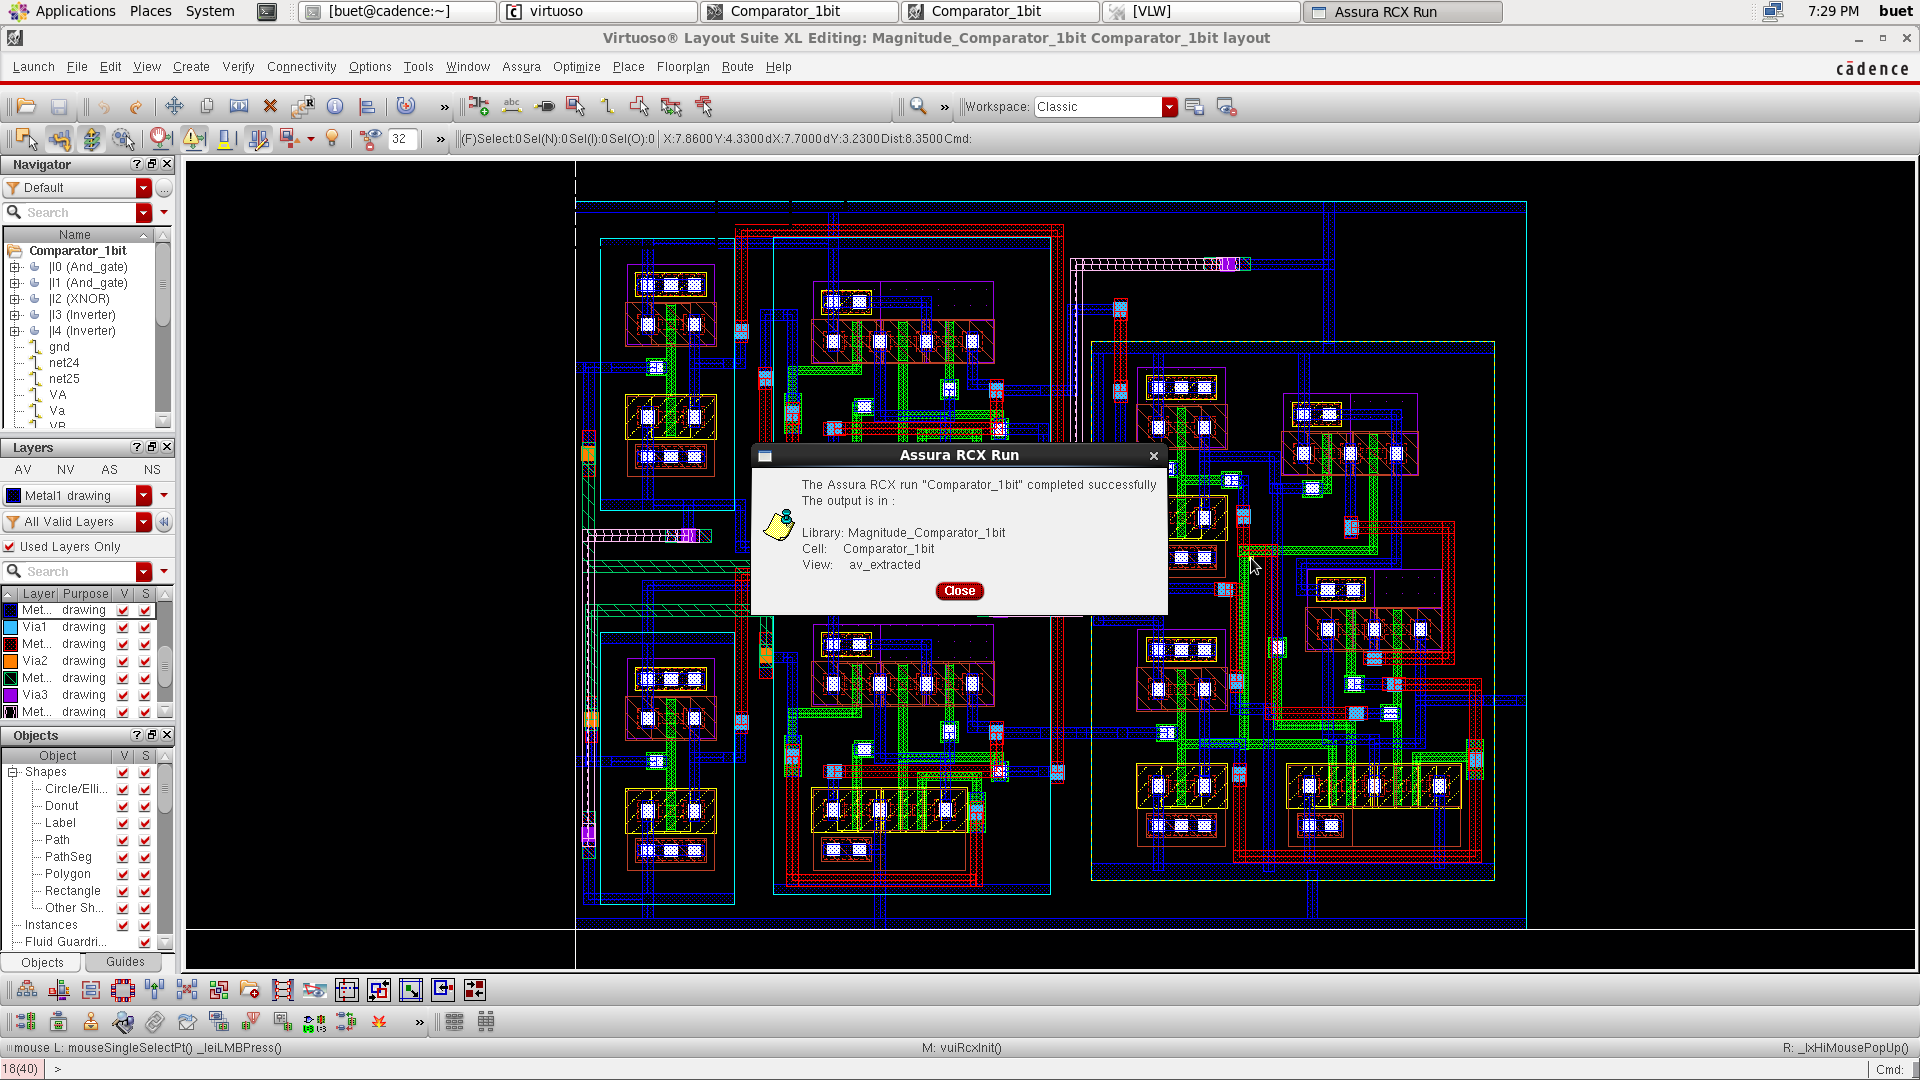 Applications Places System [buet@cadence:~] virtuoso Comparator_1bit Comparator_1bit [VLW] Assura RCX Run 7:29 PM buet
Virtuoso® Layout Suite XL Editing: Magnitude_Comparator_1bit Comparator_1bit layout
Launch File Edit View Create Verify Connectivity Options Tools Window Assura Optimize Place Floorplan Route Help cādence
» » Workspace: Classic
32 » (F)Select:0 Sel(N):0 Sel(I):0 Sel(O):0 X:7.8600 Y:4.3300 dX:7.7000 dY:3.2300 Dist:8.3500 Cmd:
Navigator
Default
Search
Name
Comparator_1bit
|I0 (And_gate)
|I1 (And_gate)
|I2 (XNOR)
|I3 (Inverter)
|I4 (Inverter)
gnd
net24
net25
VA
Va
VB
Layers
AV NV AS NS
Metal1 drawing
All Valid Layers
Used Layers Only
Search
Layer Purpose V S
Met... drawing
Via1 drawing
Met... drawing
Via2 drawing
Met... drawing
Via3 drawing
Met... drawing
Objects
Object V S
Shapes
Circle/Elli...
Donut
Label
Path
PathSeg
Polygon
Rectangle
Other Sh...
Instances
Fluid Guardri...
Objects Guides
Assura RCX Run
The Assura RCX run "Comparator_1bit" completed successfully
The output is in :
Library: Magnitude_Comparator_1bit
Cell: Comparator_1bit
View: av_extracted
Close
»
mouse L: mouseSingleSelectPt() _leiLMBPress() M: vuiRcxInit() R: _lxHiMousePopUp()
18(40) > Cmd: